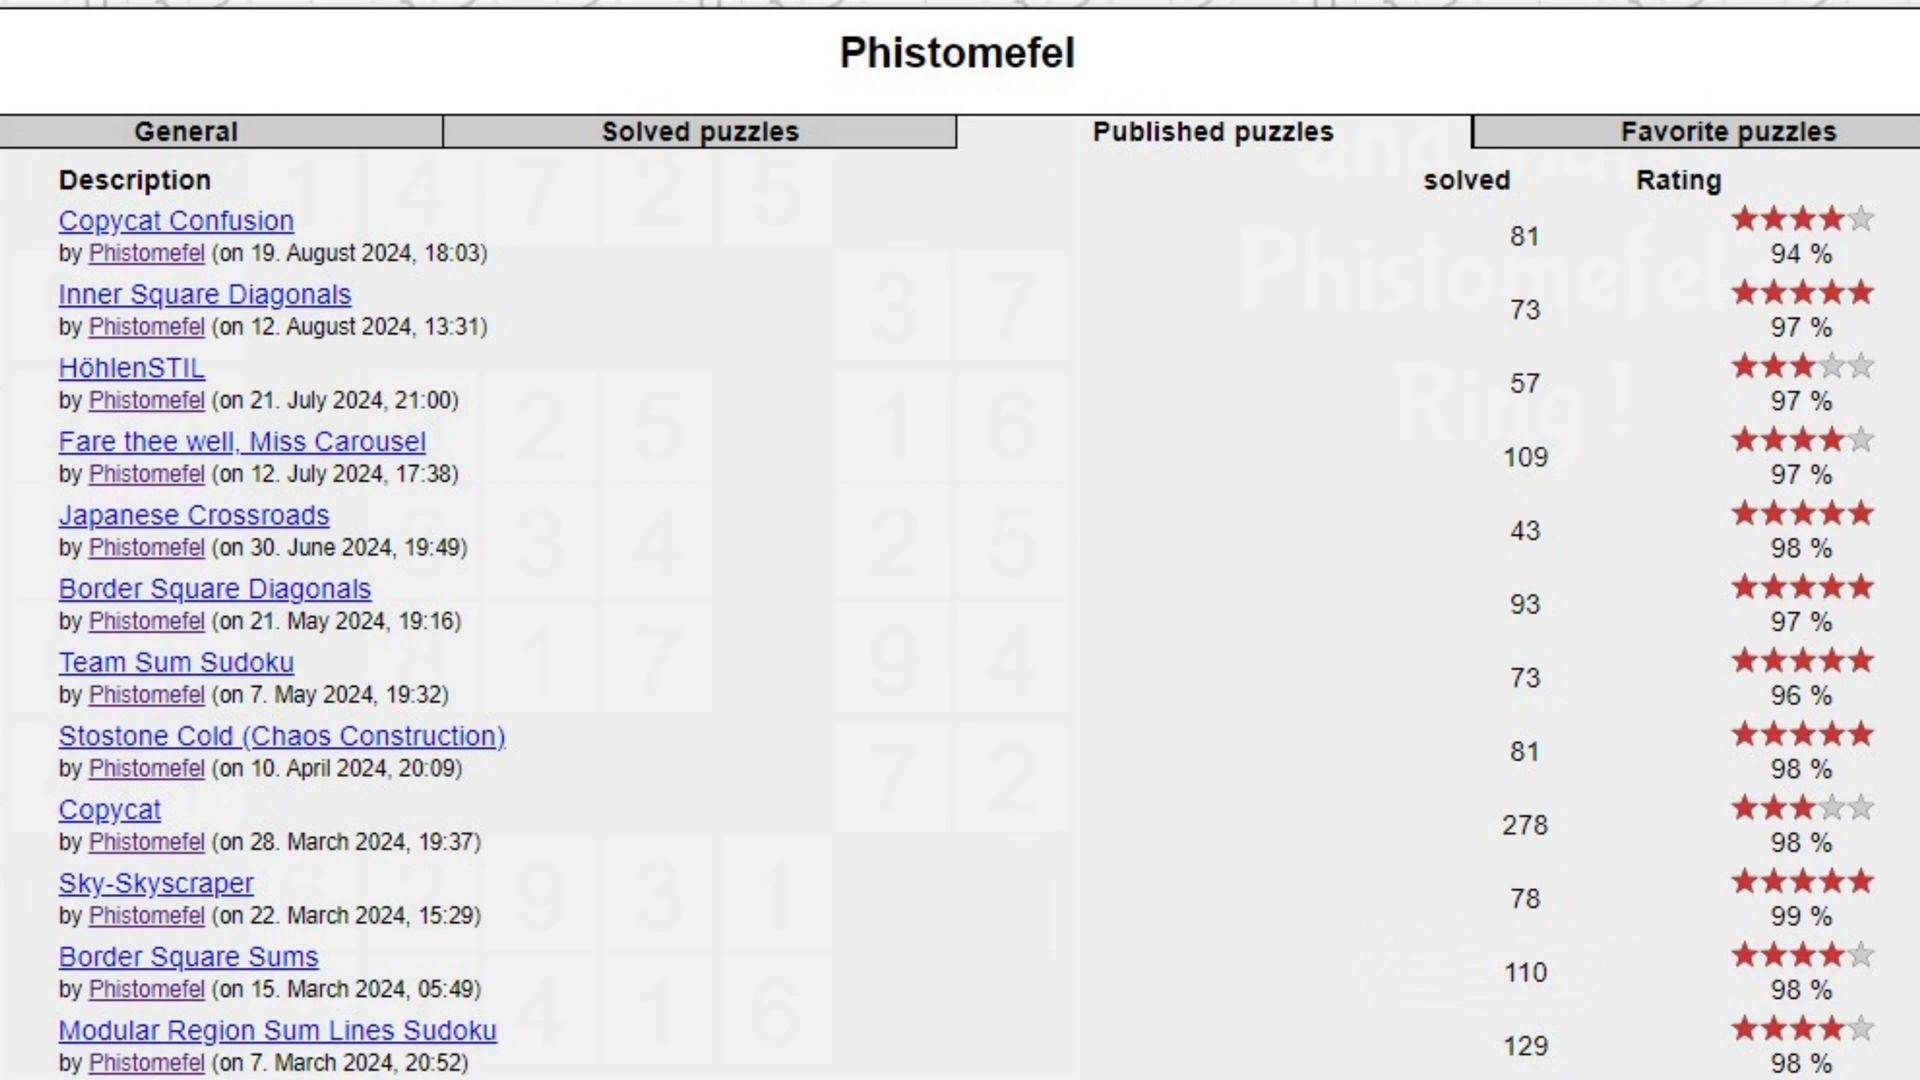 Phistomefel
General Solved puzzles Published puzzles Favorite puzzles
Description solved Rating
Copycat Confusion
by Phistomefel (on 19. August 2024, 18:03) 81 94 %
Inner Square Diagonals
by Phistomefel (on 12. August 2024, 13:31) 73 97 %
HöhlenSTIL
by Phistomefel (on 21. July 2024, 21:00) 57 97 %
Fare thee well, Miss Carousel
by Phistomefel (on 12. July 2024, 17:38) 109 97 %
Japanese Crossroads
by Phistomefel (on 30. June 2024, 19:49) 43 98 %
Border Square Diagonals
by Phistomefel (on 21. May 2024, 19:16) 93 97 %
Team Sum Sudoku
by Phistomefel (on 7. May 2024, 19:32) 73 96 %
Stostone Cold (Chaos Construction)
by Phistomefel (on 10. April 2024, 20:09) 81 98 %
Copycat
by Phistomefel (on 28. March 2024, 19:37) 278 98 %
Sky-Skyscraper
by Phistomefel (on 22. March 2024, 15:29) 78 99 %
Border Square Sums
by Phistomefel (on 15. March 2024, 05:49) 110 98 %
Modular Region Sum Lines Sudoku
by Phistomefel (on 7. March 2024, 20:52) 129 98 %